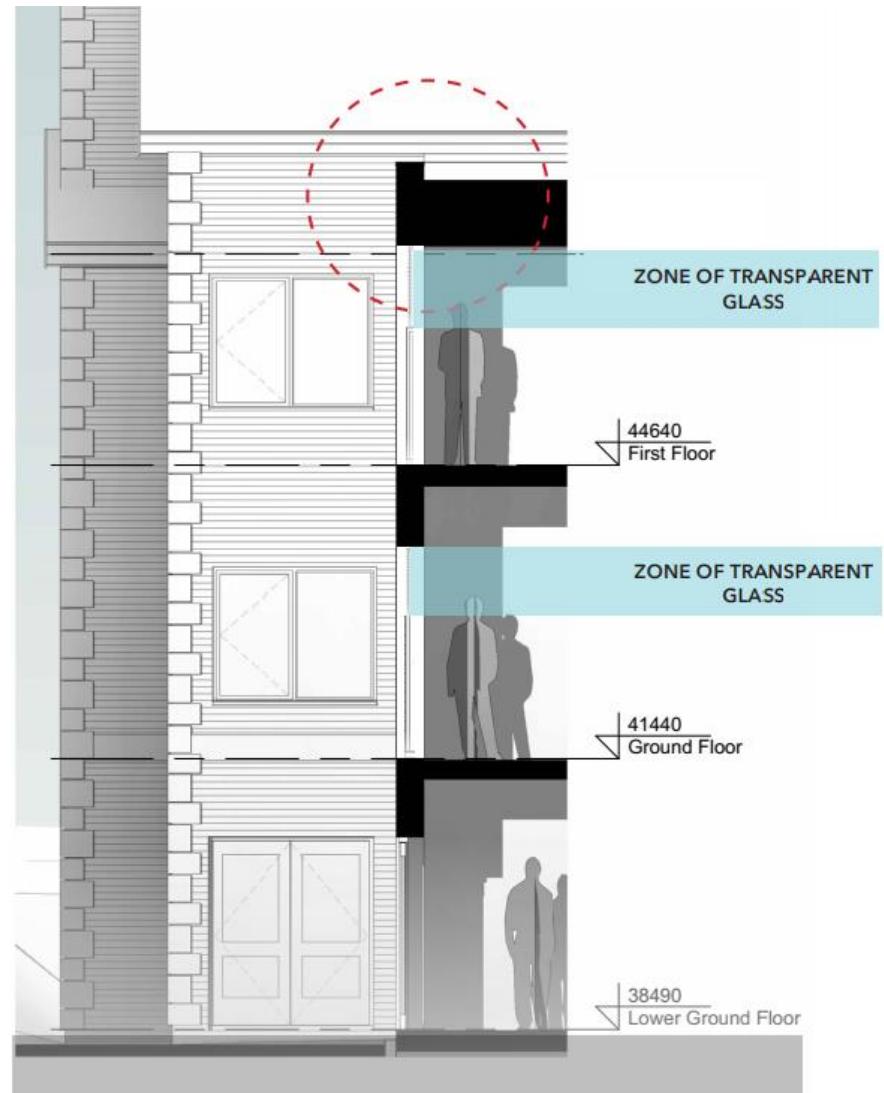 ZONE OF TRANSPARENT
GLASS
44640
First Floor
ZONE OF TRANSPARENT
GLASS
41440
Ground Floor
38490
Lower Ground Floor